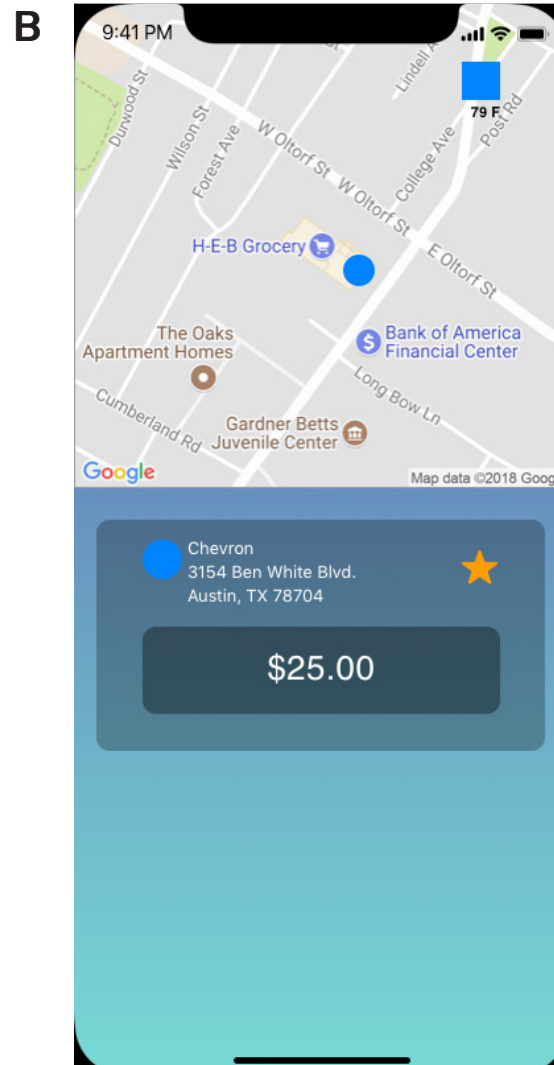 B
9:41 PM
Lindell A
79 F
Durwood St
Wilson St
Forest Ave
W Oltorf St
W Oltorf St
College Ave
Post Rd
E Oltorf St
H-E-B Grocery
The Oaks
Apartment Homes
Bank of America
Financial Center
Long Bow Ln
Cumberland Rd
Gardner Betts
Juvenile Center
Google
Map data ©2018 Goog
Chevron
3154 Ben White Blvd.
Austin, TX 78704
$25.00